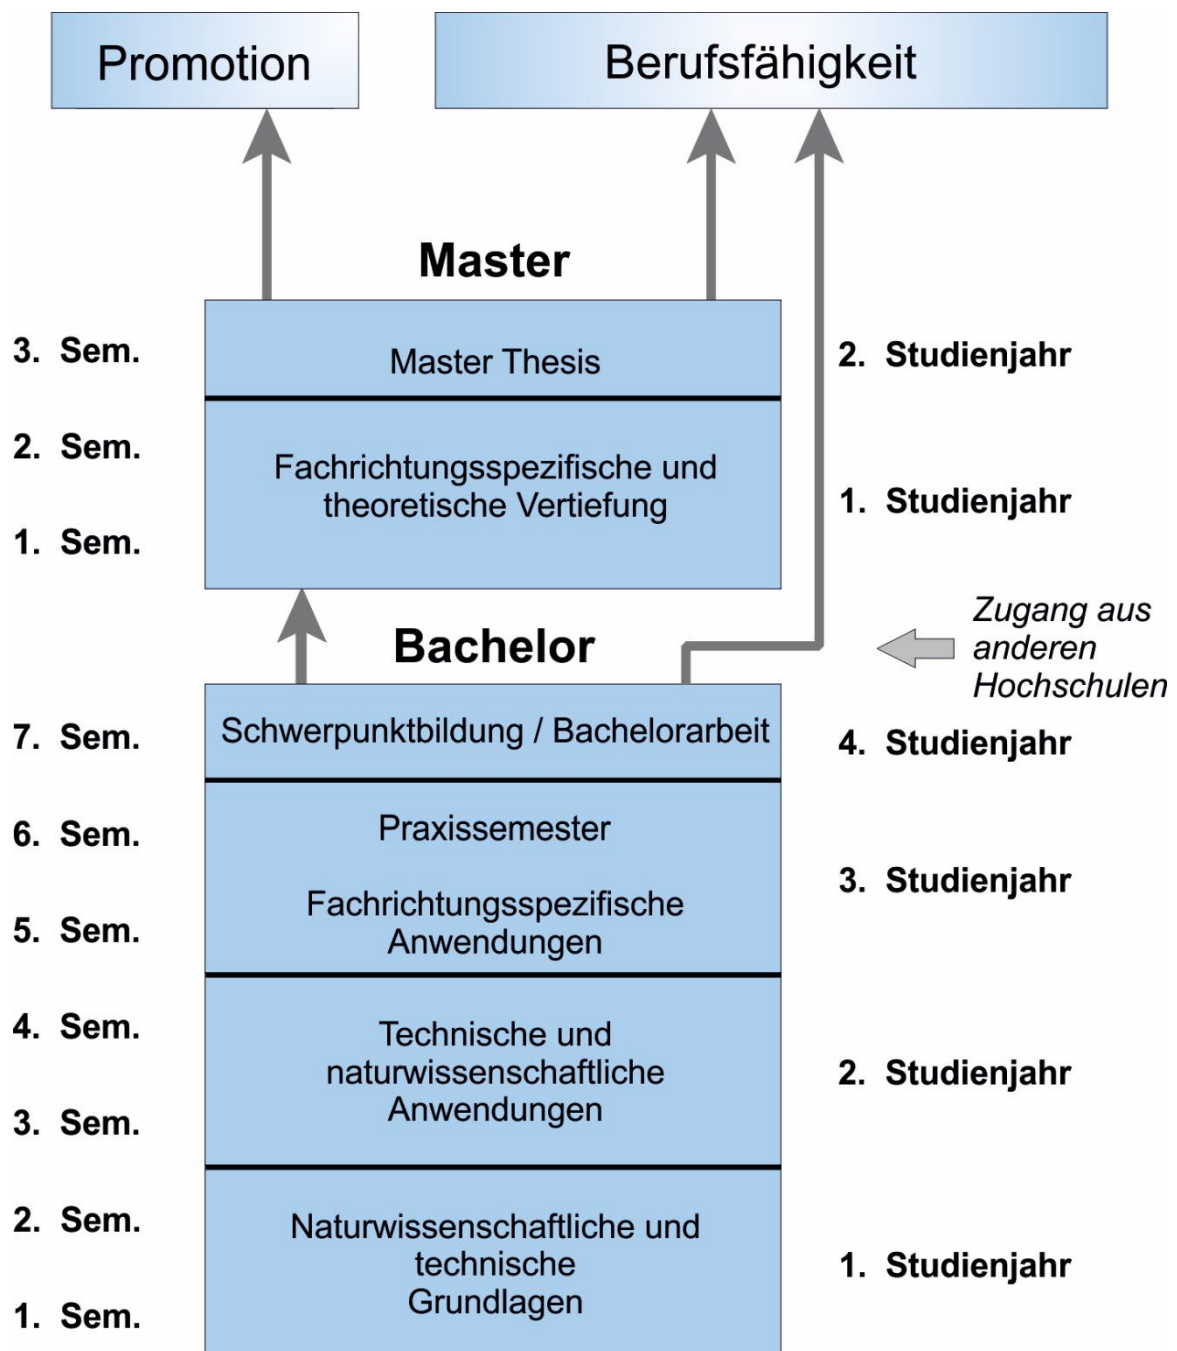 Promotion
Berufsfähigkeit
Master
3. Sem.
Master Thesis
2. Studienjahr
2. Sem.
Fachrichtungsspezifische und
theoretische Vertiefung
1. Studienjahr
1. Sem.
Zugang aus
anderen
Hochschulen
Bachelor
7. Sem.
Schwerpunktbildung / Bachelorarbeit
4. Studienjahr
6. Sem.
Praxissemester
3. Studienjahr
5. Sem.
Fachrichtungsspezifische
Anwendungen
4. Sem.
Technische und
naturwissenschaftliche
Anwendungen
2. Studienjahr
3. Sem.
2. Sem.
Naturwissenschaftliche und
technische
Grundlagen
1. Studienjahr
1. Sem.